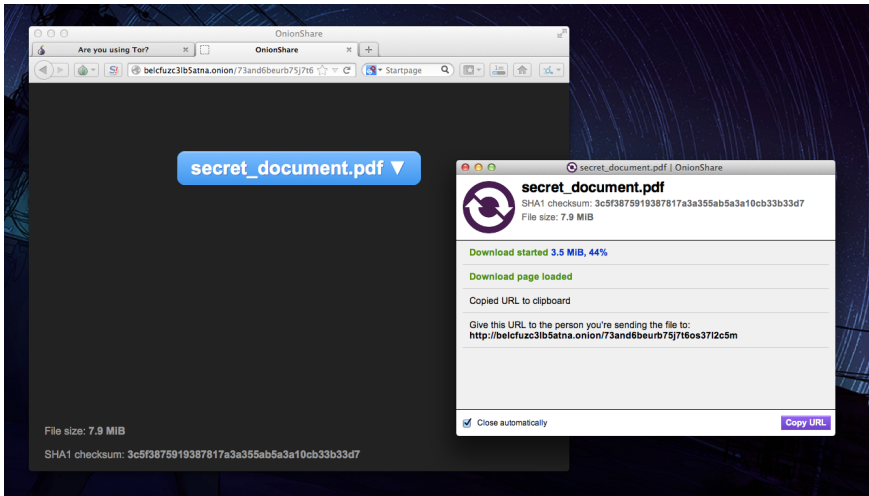 OnionShare
Are you using Tor?
OnionShare
belcfuzc3lb5atna.onion/73and6beurb75j7t6
Startpage
secret_document.pdf ▼
File size: 7.9 MiB
SHA1 checksum: 3c5f3875919387817a3a355ab5a3a10cb33b33d7
secret_document.pdf | OnionShare
secret_document.pdf
SHA1 checksum: 3c5f3875919387817a3a355ab5a3a10cb33b33d7
File size: 7.9 MiB
Download started 3.5 MiB, 44%
Download page loaded
Copied URL to clipboard
Give this URL to the person you're sending the file to:
http://belcfuzc3lb5atna.onion/73and6beurb75j7t6os37l2c5m
Close automatically
Copy URL